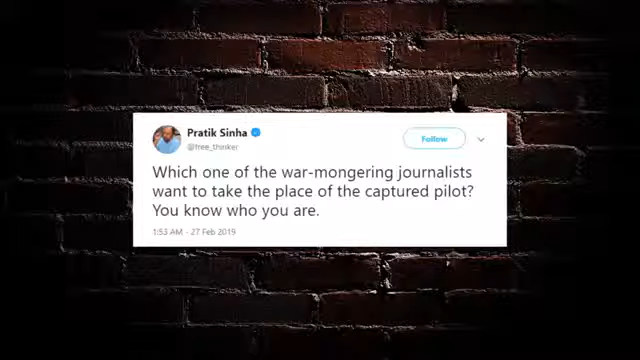 Pratik Sinha
@free_thinker
Follow
Which one of the war-mongering journalists
want to take the place of the captured pilot?
You know who you are.
1:53 AM - 27 Feb 2019